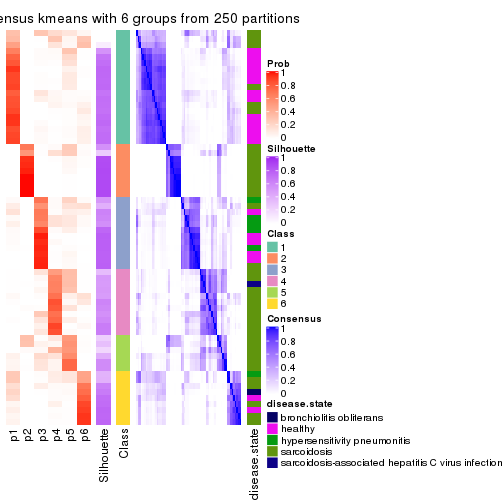 ensus kmeans with 6 groups from 250 partitions
Prob
1
0.8
0.6
0.4
0.2
0
Silhouette
1
0.8
0.6
0.4
0.2
0
Class
1
2
3
4
5
6
Consensus
1
0.8
0.6
0.4
0.2
0
disease.state
bronchiolitis obliterans
healthy
hypersensitivity pneumonitis
sarcoidosis
sarcoidosis-associated hepatitis C virus infection
p1
p2
p3
p4
p5
p6
Silhouette
Class
disease.state